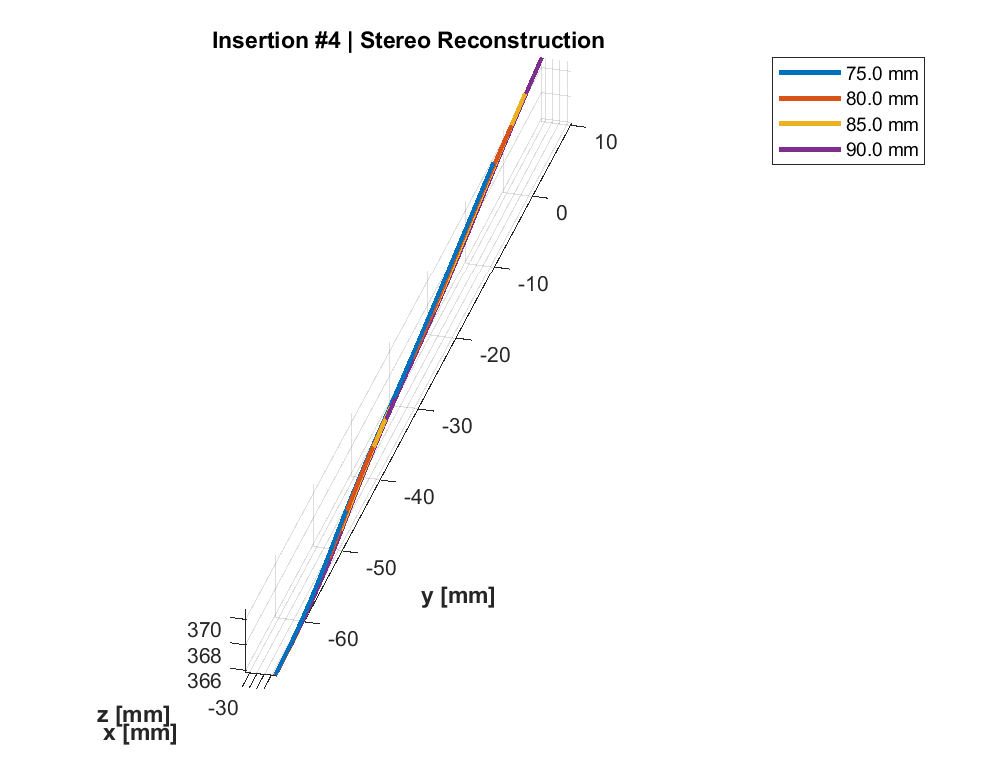 Insertion #4 | Stereo Reconstruction
75.0 mm
80.0 mm
85.0 mm
90.0 mm
10
0
-10
-20
-30
-40
-50
y [mm]
-60
370
368
366
-30
z [mm]
x [mm]